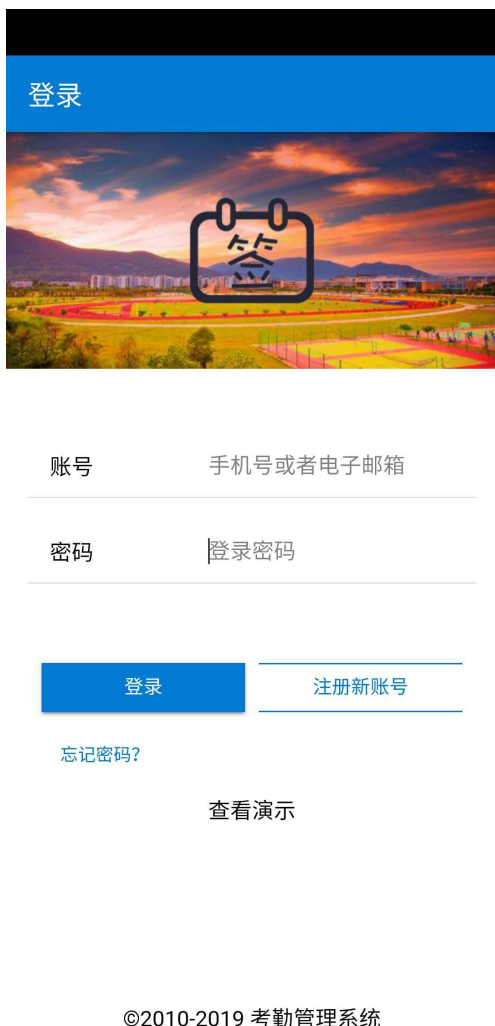 登录
签
账号 手机号或者电子邮箱
密码 登录密码
登录 注册新账号
忘记密码?
查看演示
©2010-2019 考勤管理系统